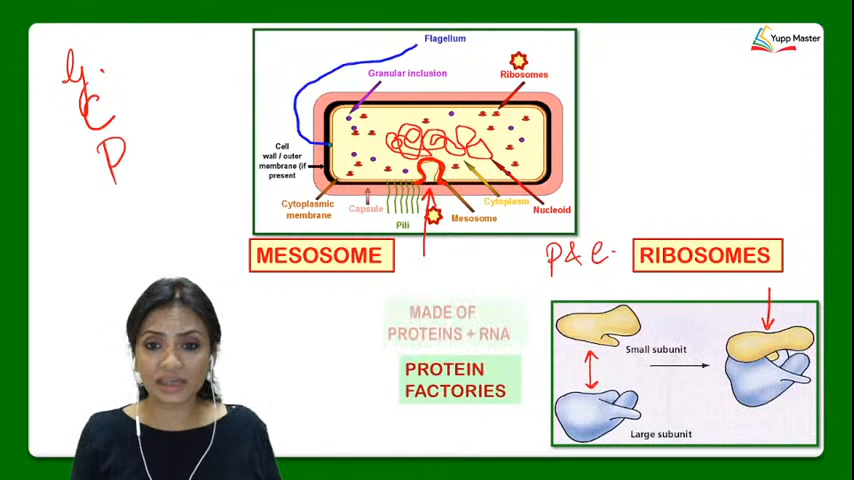 Yupp Master
Flagellum
Granular inclusion
Ribosomes
Cell
wall / outer
membrane (if
present
Cytoplasmic
membrane
Capsule
Pili
Mesosome
Cytoplasm
Nucleoid
MESOSOME
P & E.
RIBOSOMES
MADE OF
PROTEINS + RNA
PROTEIN
FACTORIES
Small subunit
Large subunit